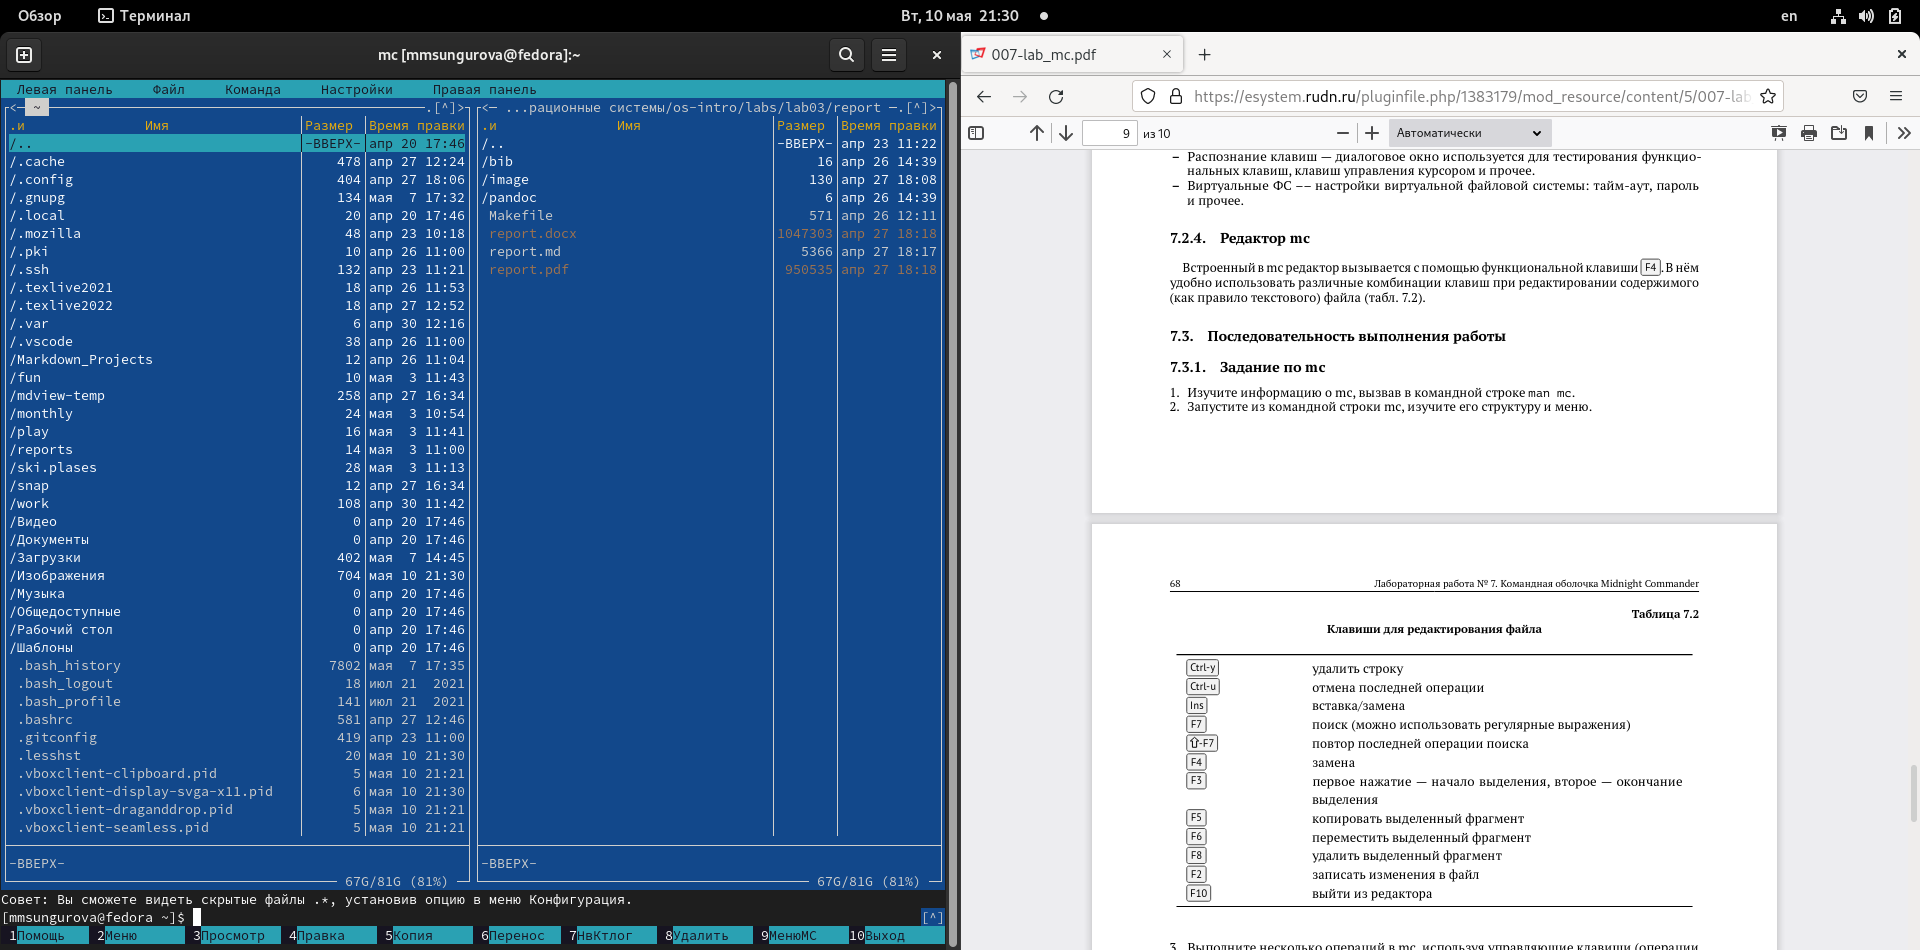 Обзор Терминал Вт, 10 мая 21:30 en
mc [mmsungurova@fedora]:~
Левая панель Файл Команда Настройки Правая панель
<─ ~ .[^]>
.и Имя Размер Время правки
/.. -ВВЕРХ- апр 20 17:46
/.cache 478 апр 27 12:24
/.config 404 апр 27 18:06
/.gnupg 134 мая 7 17:32
/.local 20 апр 20 17:46
/.mozilla 48 апр 23 10:18
/.pki 10 апр 26 11:00
/.ssh 132 апр 23 11:21
/.texlive2021 18 апр 26 11:53
/.texlive2022 18 апр 27 12:52
/.var 6 апр 30 12:16
/.vscode 38 апр 26 11:00
/Markdown_Projects 12 апр 26 11:04
/fun 10 мая 3 11:43
/mdview-temp 258 апр 27 16:34
/monthly 24 мая 3 10:54
/play 16 мая 3 11:41
/reports 14 мая 3 11:00
/ski.plases 28 мая 3 11:13
/snap 12 апр 27 16:34
/work 108 апр 30 11:42
/Видео 0 апр 20 17:46
/Документы 0 апр 20 17:46
/Загрузки 402 мая 7 14:45
/Изображения 704 мая 10 21:30
/Музыка 0 апр 20 17:46
/Общедоступные 0 апр 20 17:46
/Рабочий стол 0 апр 20 17:46
/Шаблоны 0 апр 20 17:46
.bash_history 7802 мая 7 17:35
.bash_logout 18 июл 21 2021
.bash_profile 141 июл 21 2021
.bashrc 581 апр 27 12:46
.gitconfig 419 апр 23 11:00
.lesshst 20 мая 10 21:30
.vboxclient-clipboard.pid 5 мая 10 21:21
.vboxclient-display-svga-x11.pid 6 мая 10 21:30
.vboxclient-draganddrop.pid 5 мая 10 21:21
.vboxclient-seamless.pid 5 мая 10 21:21
-ВВЕРХ-
67G/81G (81%)
<─ ...рационные системы/os-intro/labs/lab03/report ─.[^]>
.и Имя Размер Время правки
/.. -ВВЕРХ- апр 23 11:22
/bib 16 апр 26 14:39
/image 130 апр 27 18:08
/pandoc 6 апр 26 14:39
Makefile 571 апр 26 12:11
report.docx 1047303 апр 27 18:18
report.md 5366 апр 27 18:17
report.pdf 950535 апр 27 18:18
-ВВЕРХ-
67G/81G (81%)
Совет: Вы сможете видеть скрытые файлы .*, установив опцию в меню Конфигурация.
[mmsungurova@fedora ~]$ [^]
1Помощь 2Меню 3Просмотр 4Правка 5Копия 6Перенос 7НвКтлог 8Удалить 9МенюМС 10Выход
007-lab_mc.pdf
https://esystem.rudn.ru/pluginfile.php/1383179/mod_resource/content/5/007-lab
9 из 10 Автоматически
– Распознание клавиш — диалоговое окно используется для тестирования функцио-
нальных клавиш, клавиш управления курсором и прочее.
– Виртуальные ФС –– настройки виртуальной файловой системы: тайм-аут, пароль
и прочее.
7.2.4. Редактор mc
Встроенный в mc редактор вызывается с помощью функциональной клавиши F4 . В нём
удобно использовать различные комбинации клавиш при редактировании содержимого
(как правило текстового) файла (табл. 7.2).
7.3. Последовательность выполнения работы
7.3.1. Задание по mc
1. Изучите информацию о mc, вызвав в командной строке man mc.
2. Запустите из командной строки mc, изучите его структуру и меню.
68 Лабораторная работа № 7. Командная оболочка Midnight Commander
Таблица 7.2
Клавиши для редактирования файла
Ctrl-y удалить строку
Ctrl-u отмена последней операции
Ins вставка/замена
F7 поиск (можно использовать регулярные выражения)
⇧-F7 повтор последней операции поиска
F4 замена
F3 первое нажатие — начало выделения, второе — окончание
выделения
F5 копировать выделенный фрагмент
F6 переместить выделенный фрагмент
F8 удалить выделенный фрагмент
F2 записать изменения в файл
F10 выйти из редактора
3. Выполните несколько операций в mc, используя управляющие клавиши (операции